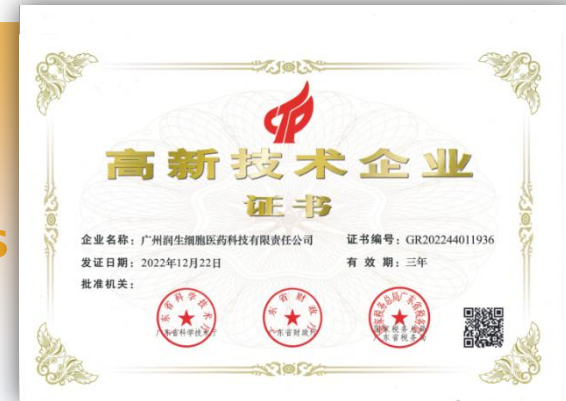 高新技术企业
证书
企业名称：广州润生细胞医药科技有限责任公司
证书编号：GR202244011936
发证日期：2022年12月22日
有效期：三年
批准机关：
广东省科学技术厅
广东省财政厅
国家税务总局广东省税务局
S